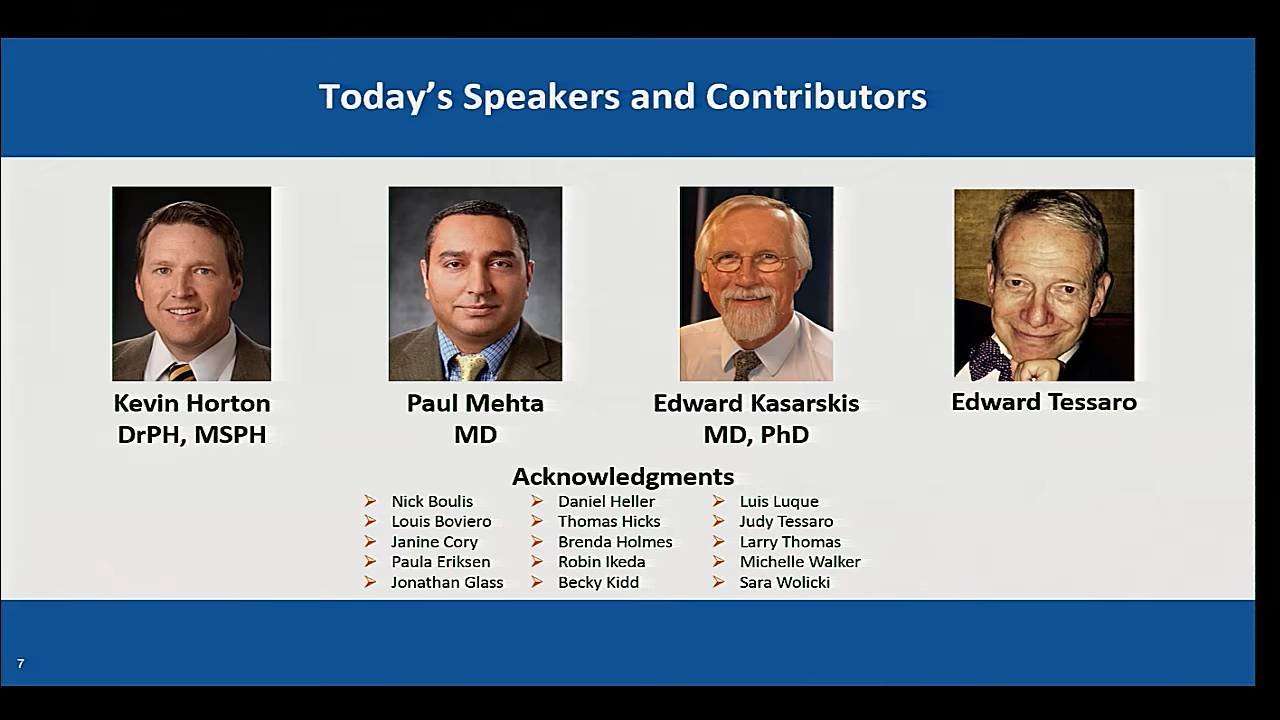 Today's Speakers and Contributors
Kevin Horton
DrPH, MSPH
Paul Mehta
MD
Edward Kasarskis
MD, PhD
Edward Tessaro
Acknowledgments
Nick Boulis
Louis Boviero
Janine Cory
Paula Eriksen
Jonathan Glass
Daniel Heller
Thomas Hicks
Brenda Holmes
Robin Ikeda
Becky Kidd
Luis Luque
Judy Tessaro
Larry Thomas
Michelle Walker
Sara Wolicki
7